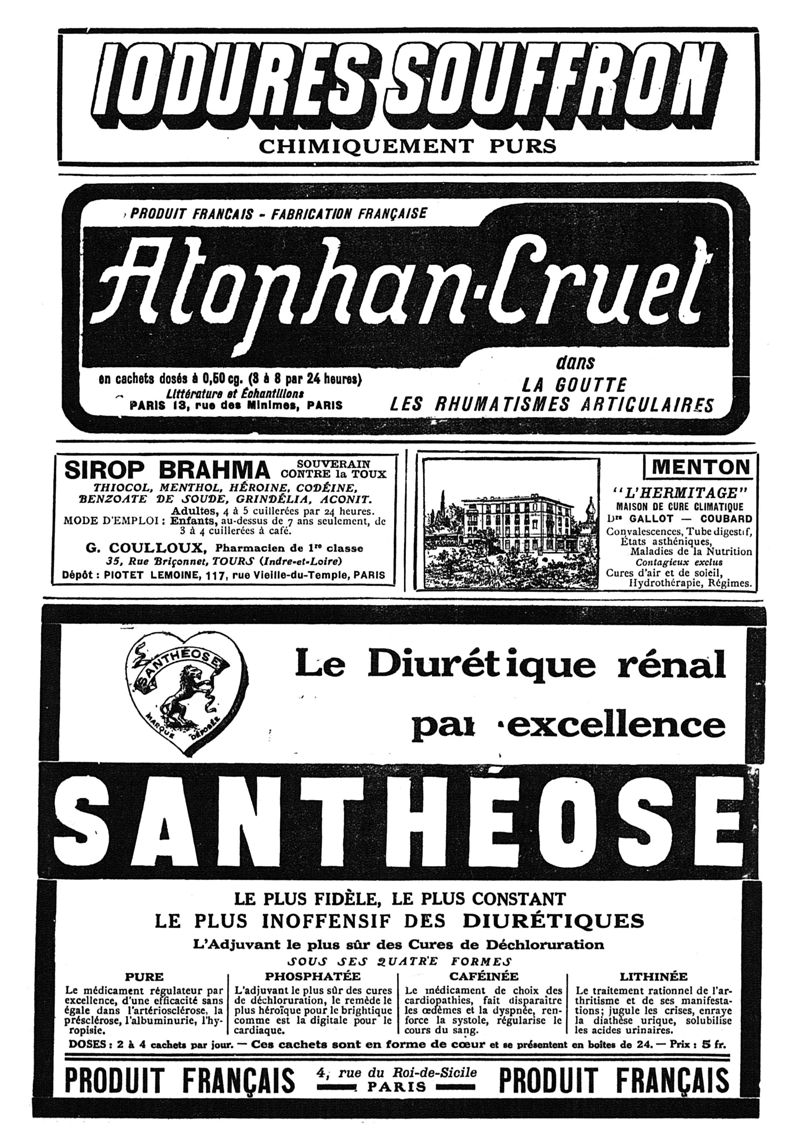 IODURES-SOUFFRON
CHIMIQUEMENT PURS
PRODUIT FRANCAIS - FABRICATION FRANÇAISE
Atophan-Cruet
en cachets dosés à 0,50 cg. (3 à 8 par 24 heures)
Littérature et Échantillons
PARIS 13, rue des Minimes, PARIS
dans
LA GOUTTE
LES RHUMATISMES ARTICULAIRES
SIROP BRAHMA SOUVERAIN CONTRE la TOUX
THIOCOL, MENTHOL, HÉROINE, CODÉINE,
BENZOATE DE SOUDE, GRINDÉLIA, ACONIT.
Adultes, 4 à 5 cuillerées par 24 heures.
MODE D'EMPLOI : Enfants, au-dessus de 7 ans seulement, de
3 à 4 cuillerées à café.
G. COULLOUX, Pharmacien de 1re classe
35, Rue Briçonnet, TOURS (Indre-et-Loire)
Dépôt : PIOTET LEMOINE, 117, rue Vieille-du-Temple, PARIS
MENTON
"L'HERMITAGE"
MAISON DE CURE CLIMATIQUE
Drs GALLOT — COUBARD
Convalescences, Tube digestif,
États asthéniques,
Maladies de la Nutrition
Contagieux exclus
Cures d'air et de soleil,
Hydrothérapie, Régimes.
SANTHÉOSE
MARQUE DÉPOSÉE
Le Diurétique rénal
par excellence
SANTHÉOSE
LE PLUS FIDÈLE, LE PLUS CONSTANT
LE PLUS INOFFENSIF DES DIURÉTIQUES
L'Adjuvant le plus sûr des Cures de Déchloruration
SOUS SES QUATRE FORMES
PURE
Le médicament régulateur par
excellence, d'une efficacité sans
égale dans l'artériosclérose, la
présclérose, l'albuminurie, l'hy-
ropisie.
PHOSPHATÉE
L'adjuvant le plus sûr des cures
de déchloruration, le remède le
plus héroïque pour le brightique
comme est la digitale pour le
cardiaque.
CAFÉINÉE
Le médicament de choix des
cardiopathies, fait disparaître
les œdèmes et la dyspnée, ren-
force la systole, régularise le
cours du sang.
LITHINÉE
Le traitement rationnel de l'ar-
thritisme et de ses manifesta-
tions ; jugule les crises, enraye
la diathèse urique, solubilise
les acides urinaires.
DOSES : 2 à 4 cachets par jour. — Ces cachets sont en forme de cœur et se présentent en boîtes de 24. — Prix : 5 fr.
PRODUIT FRANÇAIS
4, rue du Roi-de-Sicile
PARIS
PRODUIT FRANÇAIS